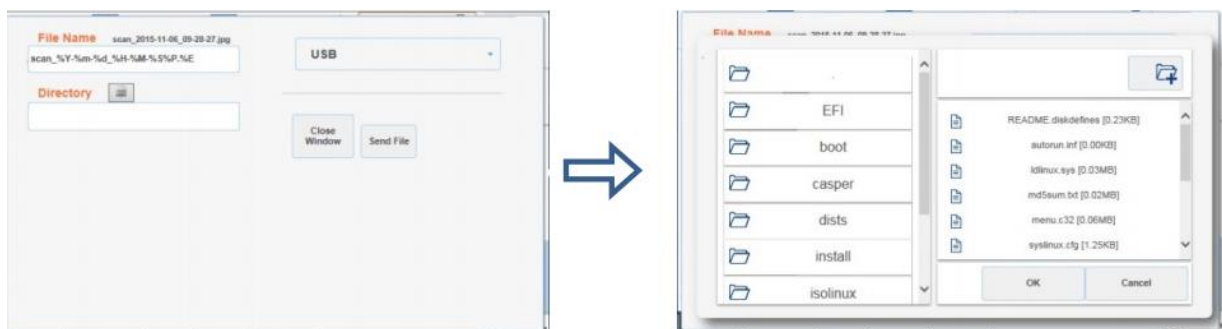 File Name scan_2015-11-06_09-28-27.jpg
scan_%Y-%m-%d_%H-%M-%S%P.%E
Directory
USB
Close
Window
Send File
File Name
.
EFI
boot
casper
dists
install
isolinux
README.diskdefines [0.23KB]
autorun.inf [0.00KB]
ldlinux.sys [0.03MB]
md5sum.txt [0.02MB]
menu.c32 [0.06MB]
syslinux.cfg [1.25KB]
OK Cancel